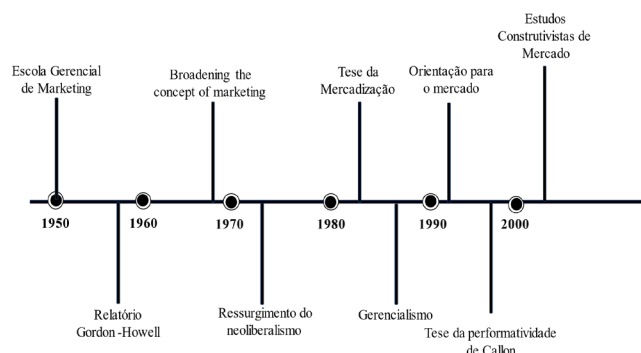 Estudos
Construtivistas de
Mercado
Escola Gerencial
de Marketing
Broadening the
concept of marketing
Tese da
Mercadização
Orientação para
o mercado
1950
1960
1970
1980
1990
2000
Relatório
Gordon-Howell
Ressurgimento do
neoliberalismo
Gerencialismo
Tese da performatividade
de Callon